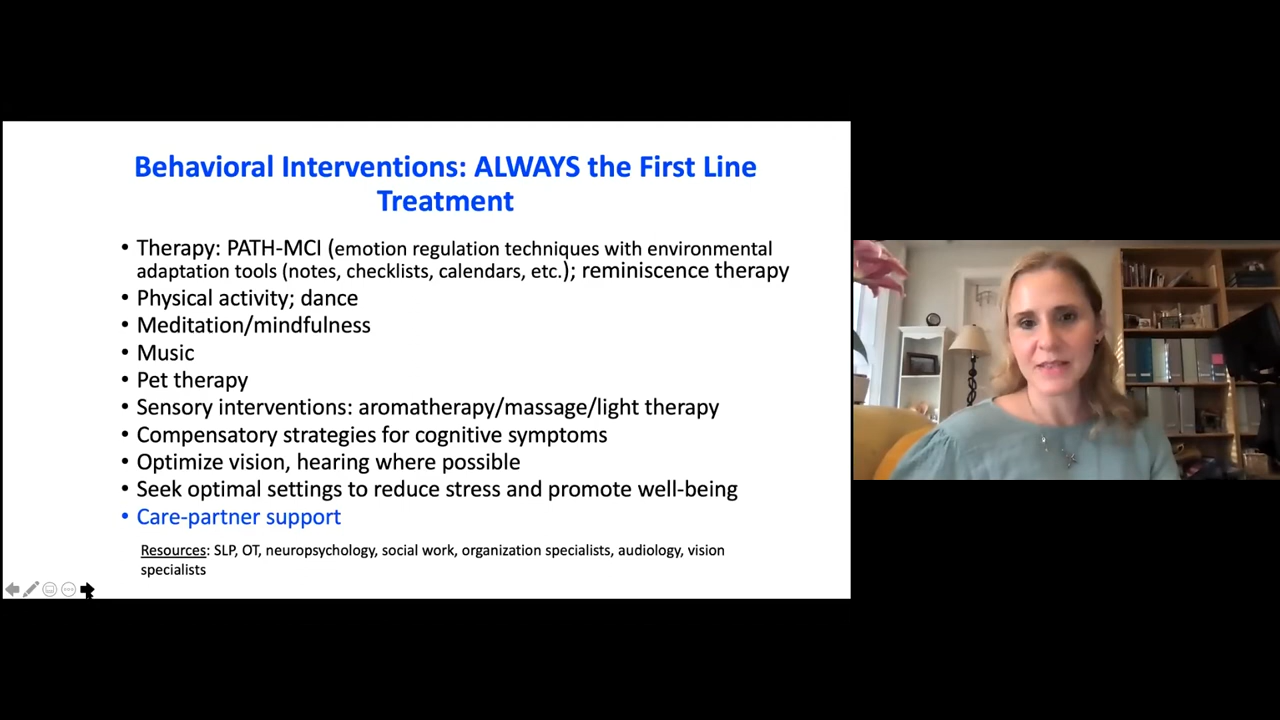 Behavioral Interventions: ALWAYS the First Line
Treatment
• Therapy: PATH-MCI (emotion regulation techniques with environmental
adaptation tools (notes, checklists, calendars, etc.); reminiscence therapy
• Physical activity; dance
• Meditation/mindfulness
• Music
• Pet therapy
• Sensory interventions: aromatherapy/massage/light therapy
• Compensatory strategies for cognitive symptoms
• Optimize vision, hearing where possible
• Seek optimal settings to reduce stress and promote well-being
• Care-partner support
Resources: SLP, OT, neuropsychology, social work, organization specialists, audiology, vision
specialists